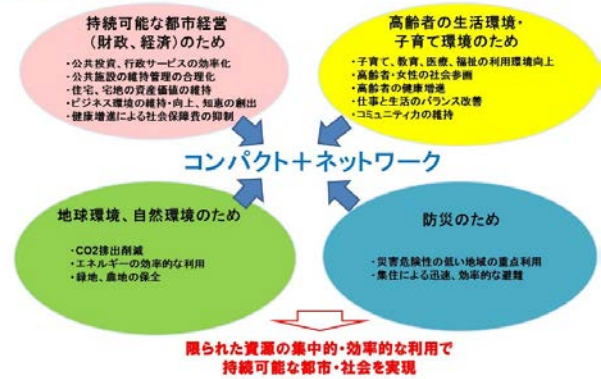 持続可能な都市経営
（財政、経済）のため
・公共投資、行政サービスの効率化
・公共施設の維持管理の合理化
・住宅、宅地の資産価値の維持
・ビジネス環境の維持・向上、知恵の創出
・健康増進による社会保障費の抑制
高齢者の生活環境・
子育て環境のため
・子育て、教育、医療、福祉の利用環境向上
・高齢者・女性の社会参画
・高齢者の健康増進
・仕事と生活のバランス改善
・コミュニティ力の維持
コンパクト＋ネットワーク
地球環境、自然環境のため
・CO2排出削減
・エネルギーの効率的な利用
・緑地、農地の保全
防災のため
・災害危険性の低い地域の重点利用
・集住による迅速、効率的な避難
限られた資源の集中的・効率的な利用で
持続可能な都市・社会を実現